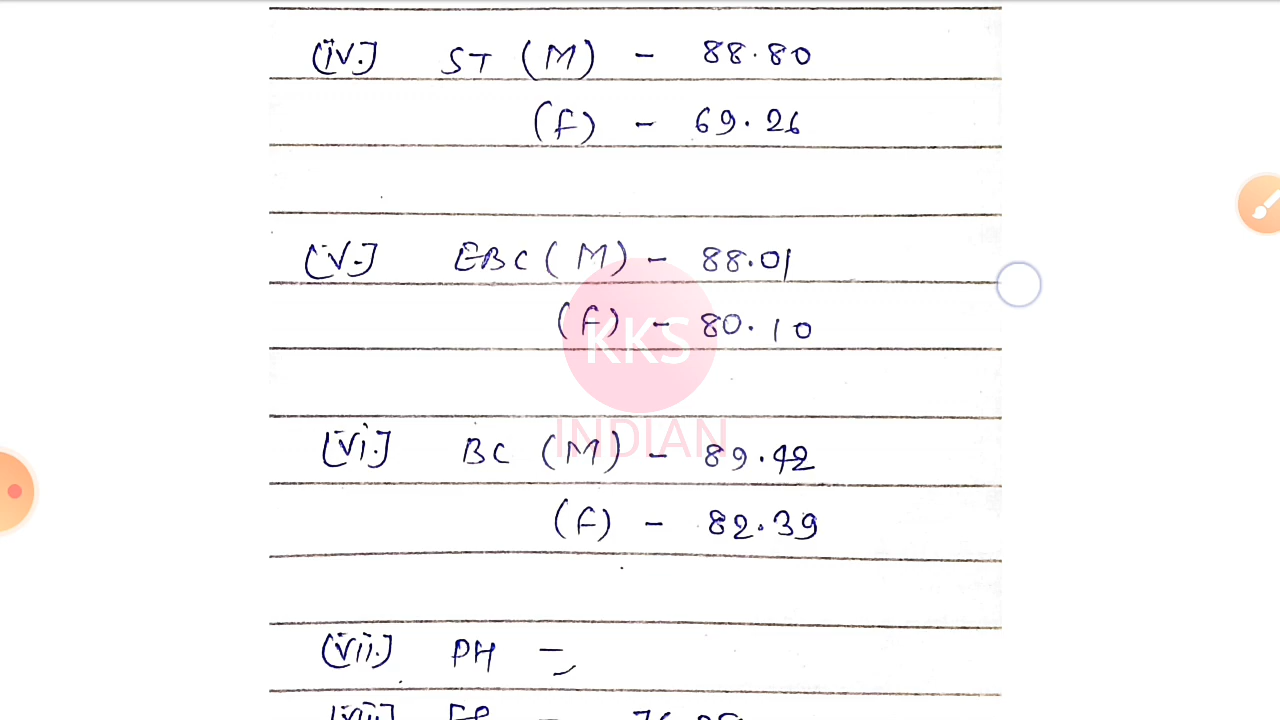 [iv.] ST (M) - 88.80
(F) - 69.26
[v.] EBC (M) - 88.01
(F) - 80.10
KKS
INDIAN
[vi.] BC (M) - 89.42
(F) - 82.39
[vii.] PH -